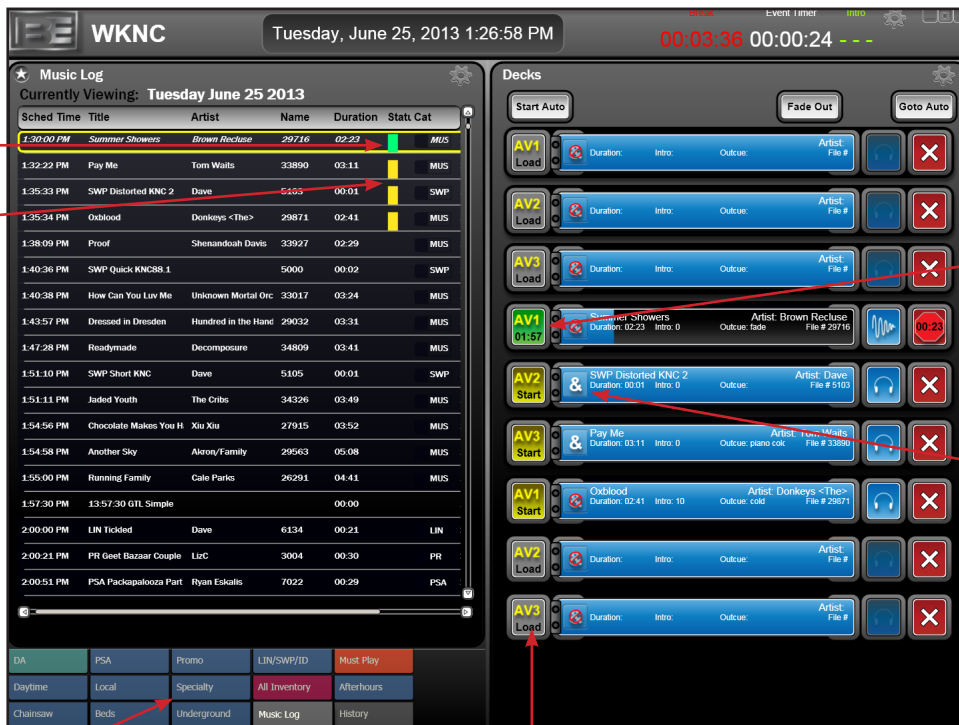 BE WKNC Tuesday, June 25, 2013 1:26:58 PM
Break Event Timer Intro
00:03:36 00:00:24 - - -
Music Log
Currently Viewing: Tuesday June 25 2013
Sched Time Title Artist Name Duration Statu Cat
1:30:00 PM Summer Showers Brown Recluse 29716 02:23 MUS
1:32:22 PM Pay Me Tom Waits 33890 03:11 MUS
1:35:33 PM SWP Distorted KNC 2 Dave 5103 00:01 SWP
1:35:34 PM Oxblood Donkeys <The> 29871 02:41 MUS
1:38:09 PM Proof Shenandoah Davis 33927 02:29 MUS
1:40:36 PM SWP Quick KNC88.1 5000 00:02 SWP
1:40:38 PM How Can You Luv Me Unknown Mortal Orc 33017 03:24 MUS
1:43:57 PM Dressed in Dresden Hundred in the Hand 29032 03:31 MUS
1:47:28 PM Readymade Decomposure 34809 03:41 MUS
1:51:10 PM SWP Short KNC Dave 5105 00:01 SWP
1:51:11 PM Jaded Youth The Cribs 34326 03:49 MUS
1:54:56 PM Chocolate Makes You H Xiu Xiu 27915 03:52 MUS
1:54:58 PM Another Sky Akron/Family 29563 05:08 MUS
1:55:00 PM Running Family Cale Parks 26291 04:41 MUS
1:57:30 PM 13:57:30 GTL Simple 00:00
2:00:00 PM LIN Tickled Dave 6134 00:21 LIN
2:00:21 PM PR Geet Bazaar Couple LizC 3004 00:30 PR
2:00:51 PM PSA Packapalooza Part Ryan Eskalis 7022 00:29 PSA
DA PSA Promo LIN/SWP/ID Must Play
Daytime Local Specialty All Inventory Afterhours
Chainsaw Beds Underground Music Log History
Decks
Start Auto Fade Out Goto Auto
AV1 Artist:
Load Duration: Intro: Outcue: File #
AV2 Artist:
Load Duration: Intro: Outcue: File #
AV3 Artist:
Load Duration: Intro: Outcue: File #
AV1 Summer Showers Artist: Brown Recluse
01:57 Duration: 02:23 Intro: 0 Outcue: fade File # 29716 00:23
AV2 & SWP Distorted KNC 2 Artist: Dave
Start Duration: 00:01 Intro: 0 Outcue: File # 5103
AV3 & Pay Me Artist: Tom Waits
Start Duration: 03:11 Intro: 0 Outcue: piano colc File # 33890
AV1 Oxblood Artist: Donkeys <The>
Start Duration: 02:41 Intro: 10 Outcue: cold File # 29871
AV2 Artist:
Load Duration: Intro: Outcue: File #
AV3 Artist:
Load Duration: Intro: Outcue: File #